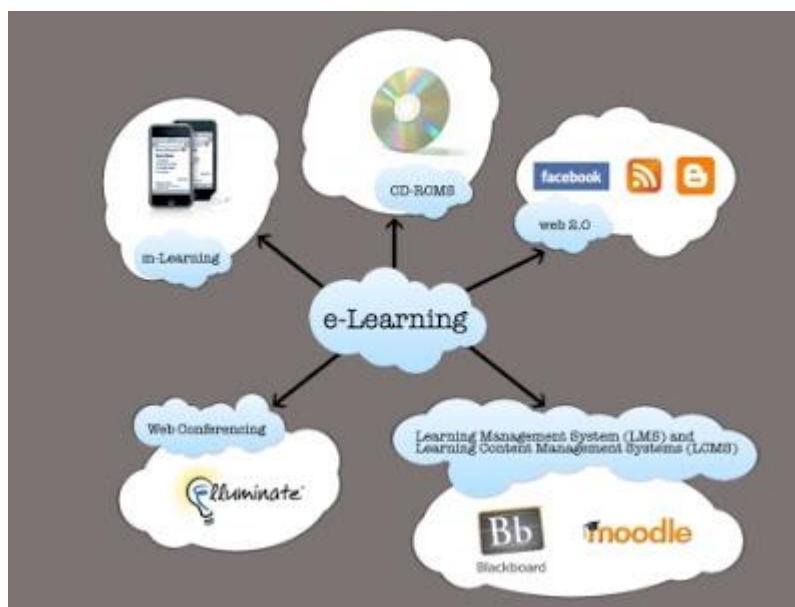 CD-ROMS
facebook
web 2.0
m-Learning
e-Learning
Web Conferencing
Elluminate
Learning Management System (LMS) and
Learning Content Management Systems (LCMS)
Bb
Blackboard
moodle